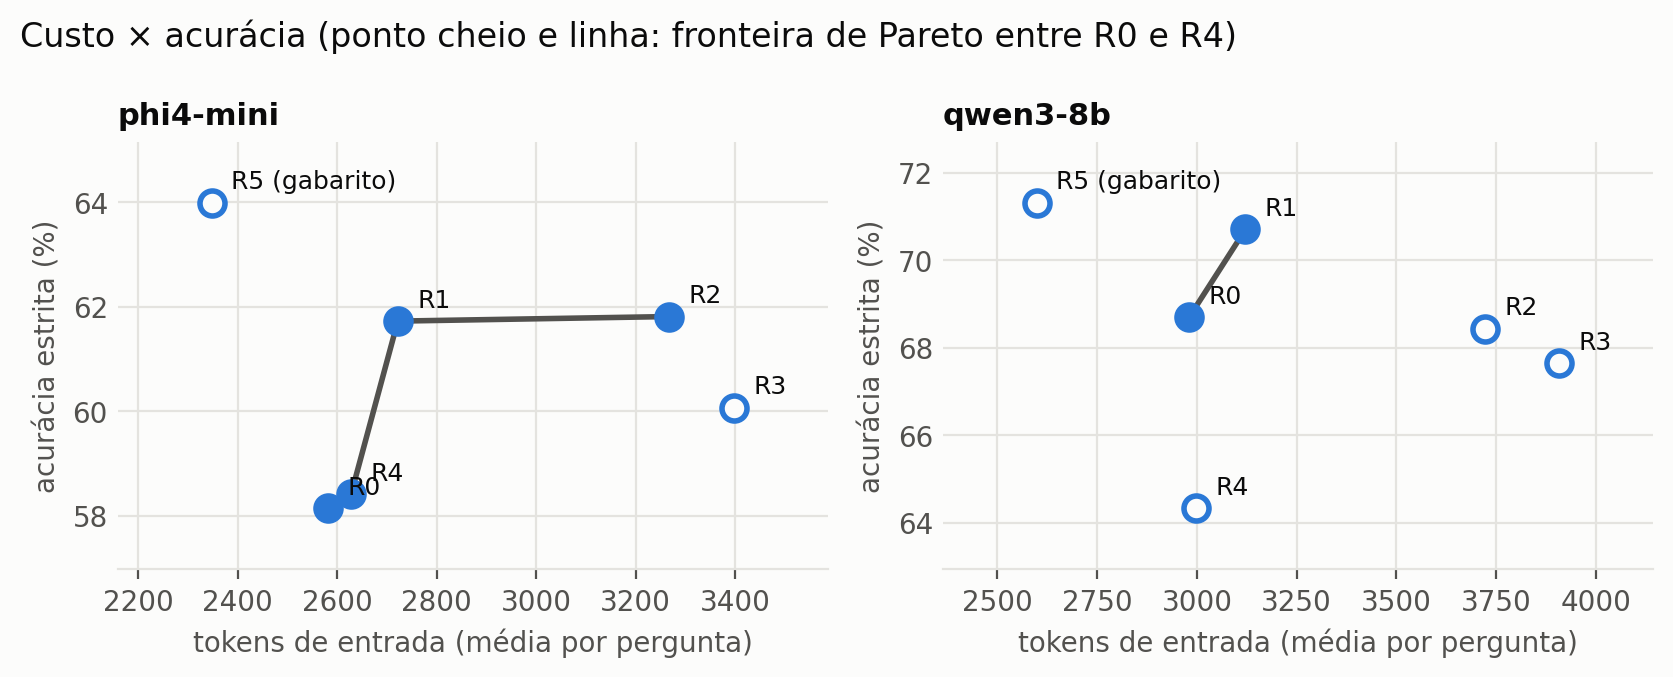 Custo × acurácia (ponto cheio e linha: fronteira de Pareto entre R0 e R4)
phi4-mini
acurácia estrita (%)
64
62
60
58
R5 (gabarito)
R1
R2
R3
R4
R0
2200 2400 2600 2800 3000 3200 3400
tokens de entrada (média por pergunta)
qwen3-8b
acurácia estrita (%)
72
70
68
66
64
R5 (gabarito)
R1
R0
R2
R3
R4
2500 2750 3000 3250 3500 3750 4000
tokens de entrada (média por pergunta)